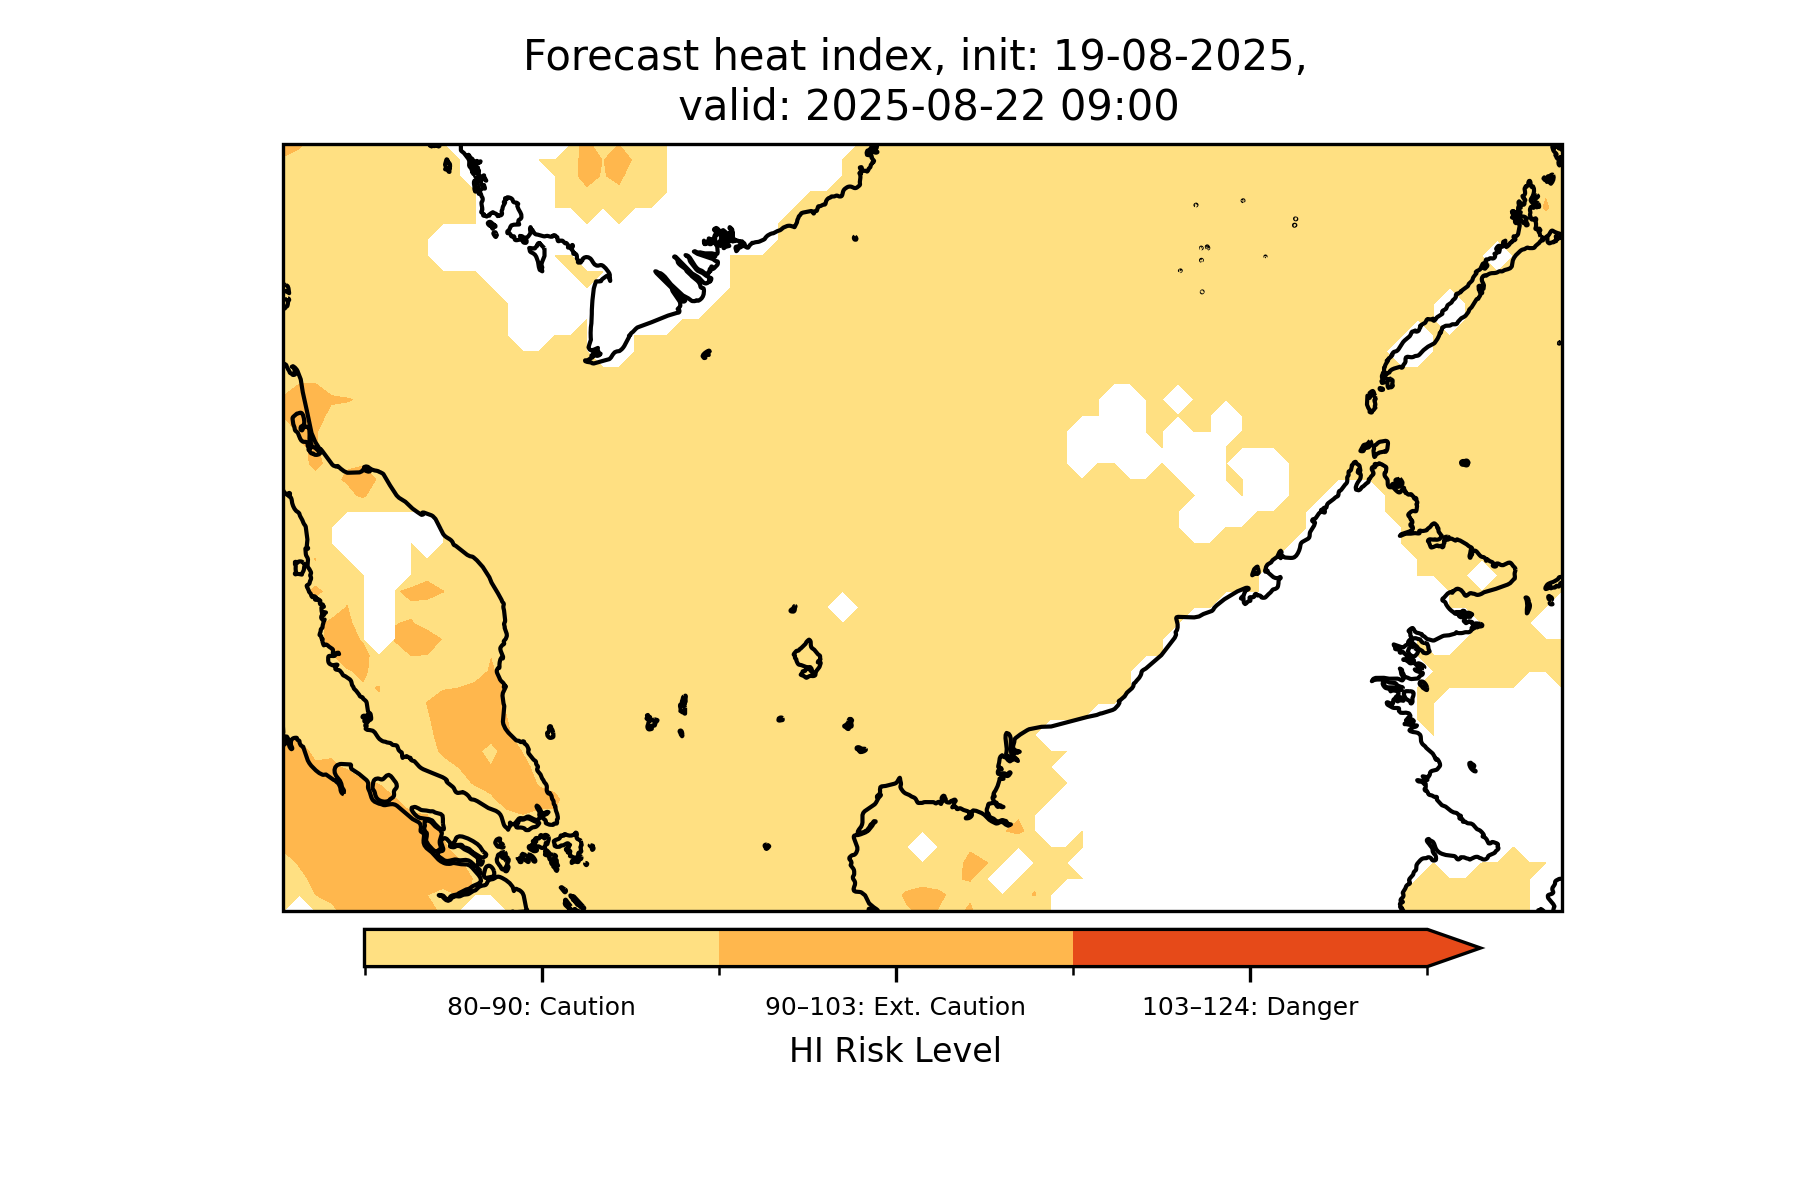 Forecast heat index, init: 19-08-2025,
valid: 2025-08-22 09:00
80–90: Caution
90–103: Ext. Caution
103–124: Danger
HI Risk Level